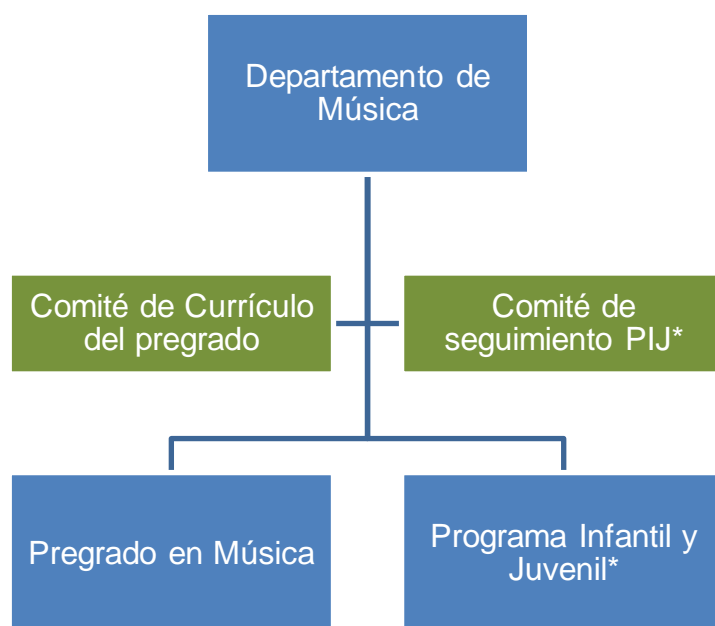 Departamento de
Música
Comité de Currículo
del pregrado
Comité de
seguimiento PIJ*
Pregrado en Música
Programa Infantil y
Juvenil*